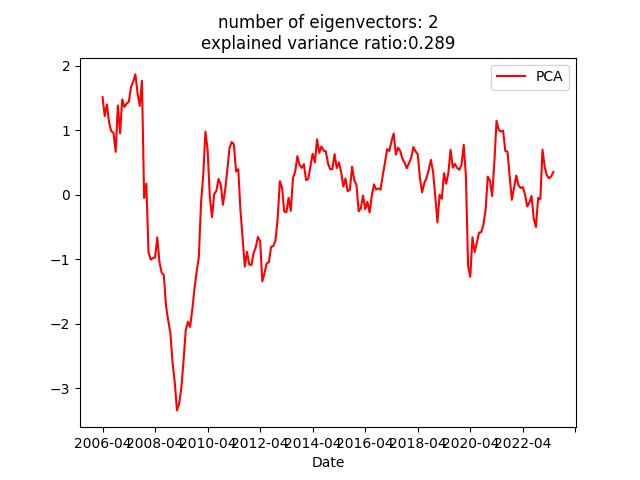 number of eigenvectors: 2
explained variance ratio:0.289
PCA
2
1
0
−1
−2
−3
2006-04 2008-04 2010-04 2012-04 2014-04 2016-04 2018-04 2020-04 2022-04
Date